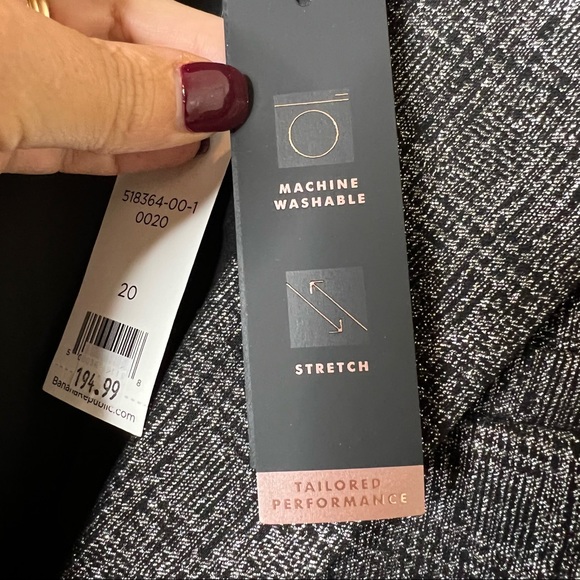 518364-00-1
0020
20
194.99
BananaRepublic.com
MACHINE
WASHABLE
STRETCH
TAILORED
PERFORMANCE